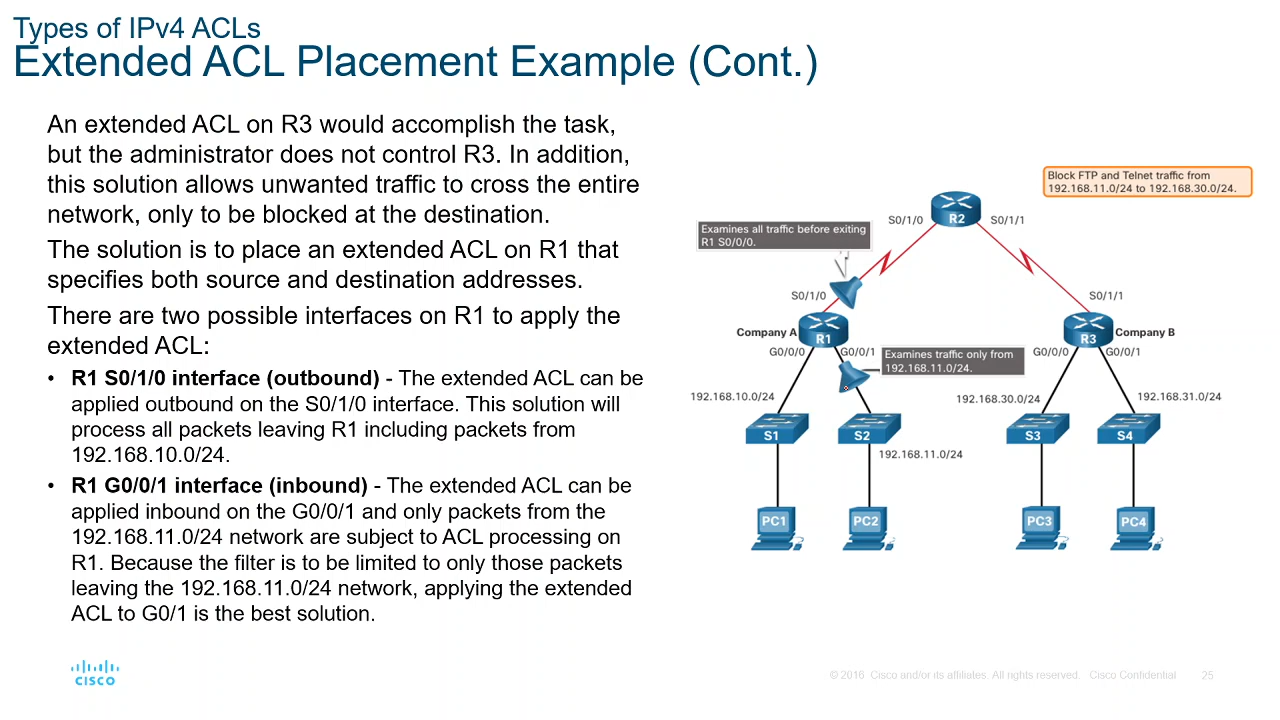 Types of IPv4 ACLs
Extended ACL Placement Example (Cont.)
An extended ACL on R3 would accomplish the task,
but the administrator does not control R3. In addition,
this solution allows unwanted traffic to cross the entire
network, only to be blocked at the destination.
The solution is to place an extended ACL on R1 that
specifies both source and destination addresses.
There are two possible interfaces on R1 to apply the
extended ACL:
• R1 S0/1/0 interface (outbound) - The extended ACL can be
applied outbound on the S0/1/0 interface. This solution will
process all packets leaving R1 including packets from
192.168.10.0/24.
• R1 G0/0/1 interface (inbound) - The extended ACL can be
applied inbound on the G0/0/1 and only packets from the
192.168.11.0/24 network are subject to ACL processing on
R1. Because the filter is to be limited to only those packets
leaving the 192.168.11.0/24 network, applying the extended
ACL to G0/1 is the best solution.
Block FTP and Telnet traffic from
192.168.11.0/24 to 192.168.30.0/24.
S0/1/0
R2
S0/1/1
Examines all traffic before exiting
R1 S0/0/0.
S0/1/0
S0/1/1
Company A
R1
R3
Company B
G0/0/0
G0/0/1
Examines traffic only from
192.168.11.0/24.
G0/0/0
G0/0/1
192.168.10.0/24
192.168.30.0/24
192.168.31.0/24
S1
S2
S3
S4
192.168.11.0/24
PC1
PC2
PC3
PC4
CISCO
© 2016 Cisco and/or its affiliates. All rights reserved. Cisco Confidential
25